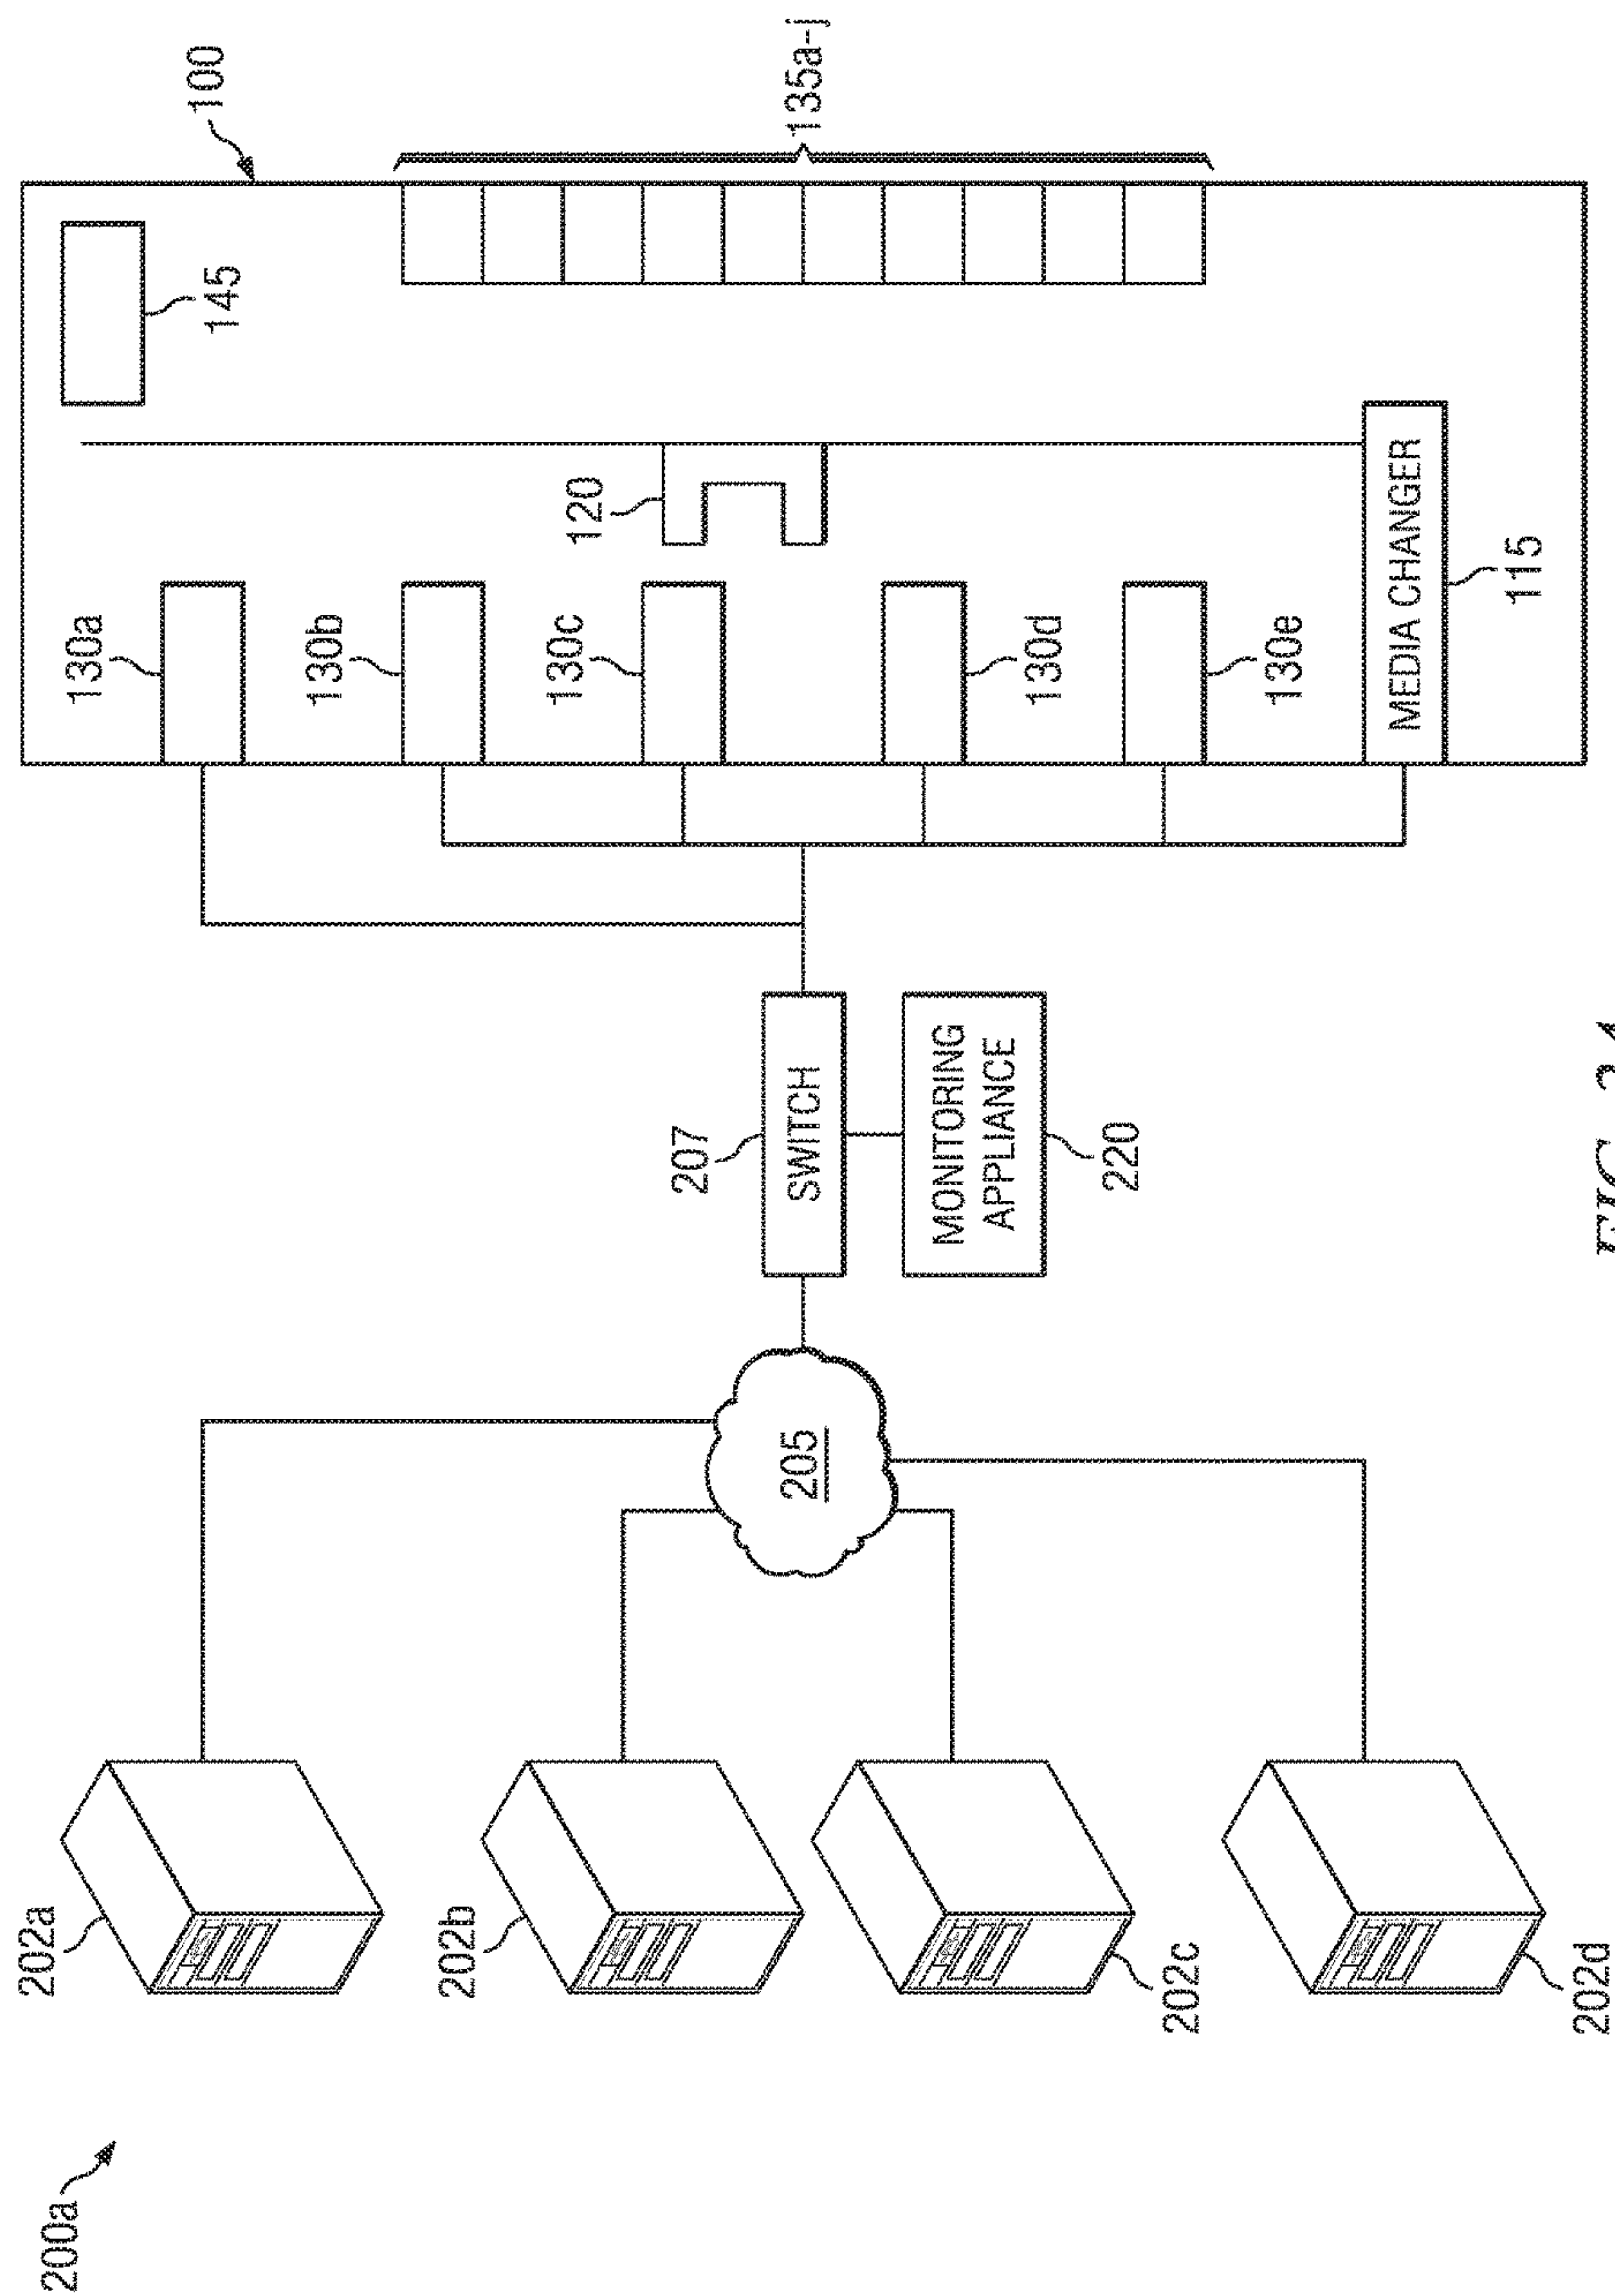 200a
202a
202b
202c
202d
205
207
SWITCH
MONITORING
APPLIANCE
220
100
130a
130b
130c
130d
130e
120
145
135a-j
MEDIA CHANGER
115